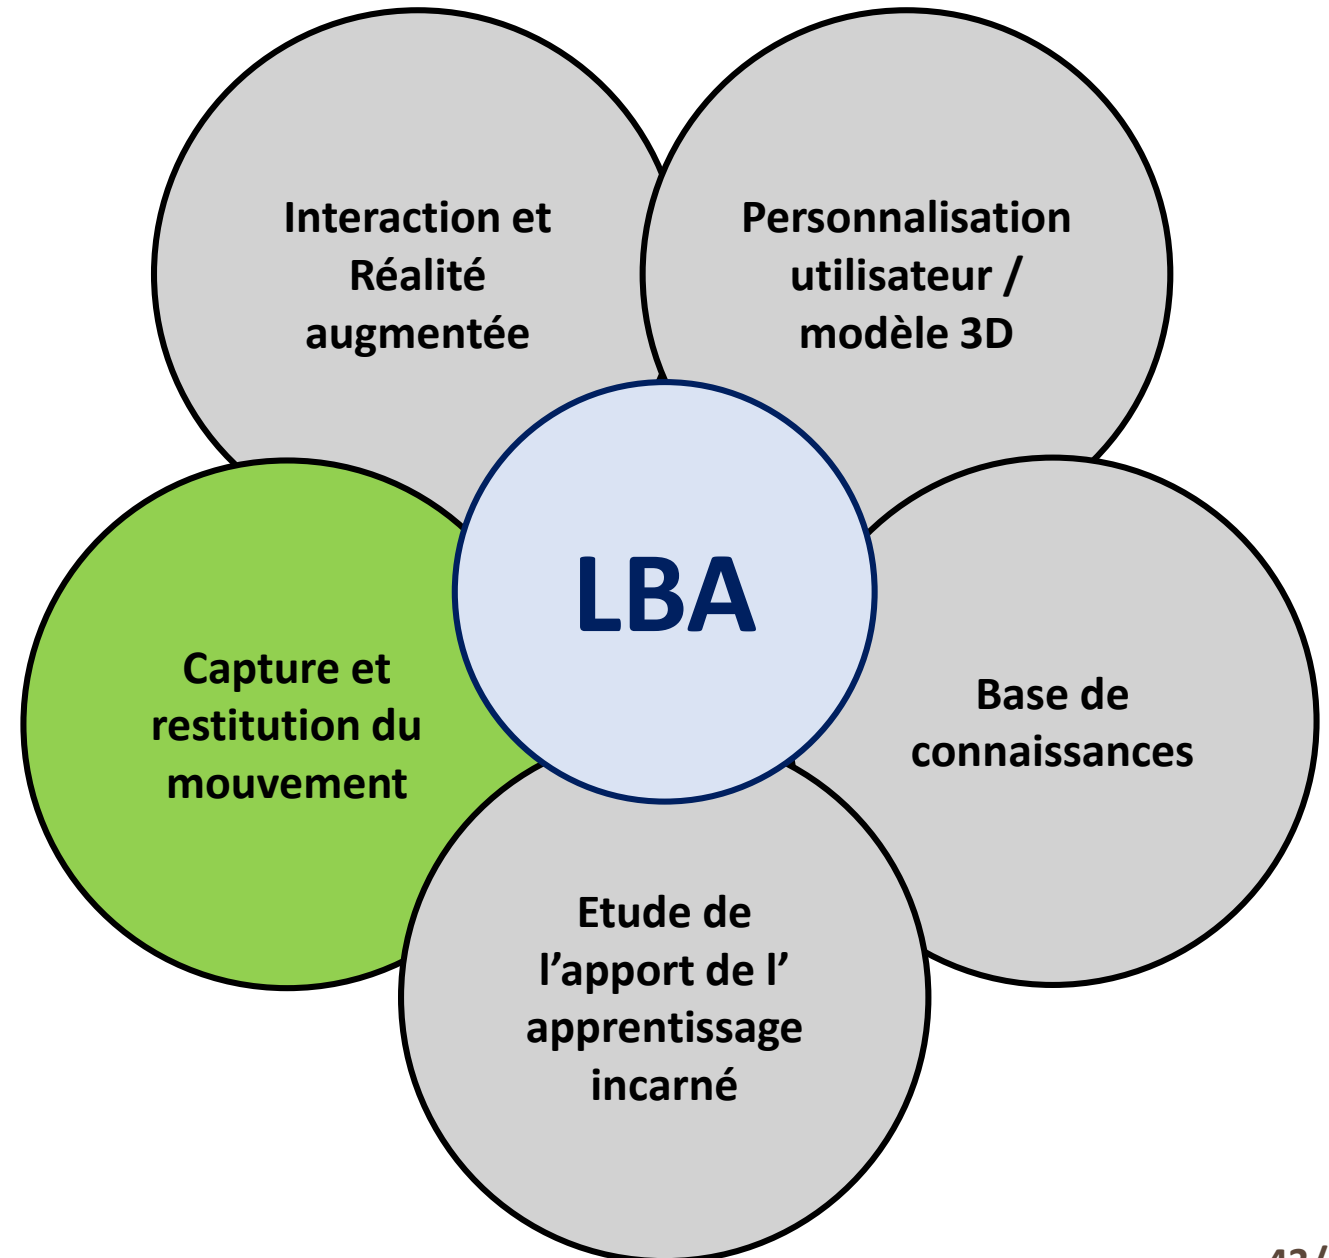 Interaction et
Réalité
augmentée
Personnalisation
utilisateur /
modèle 3D
LBA
Capture et
restitution du
mouvement
Base de
connaissances
Etude de
l’apport de l’
apprentissage
incarné